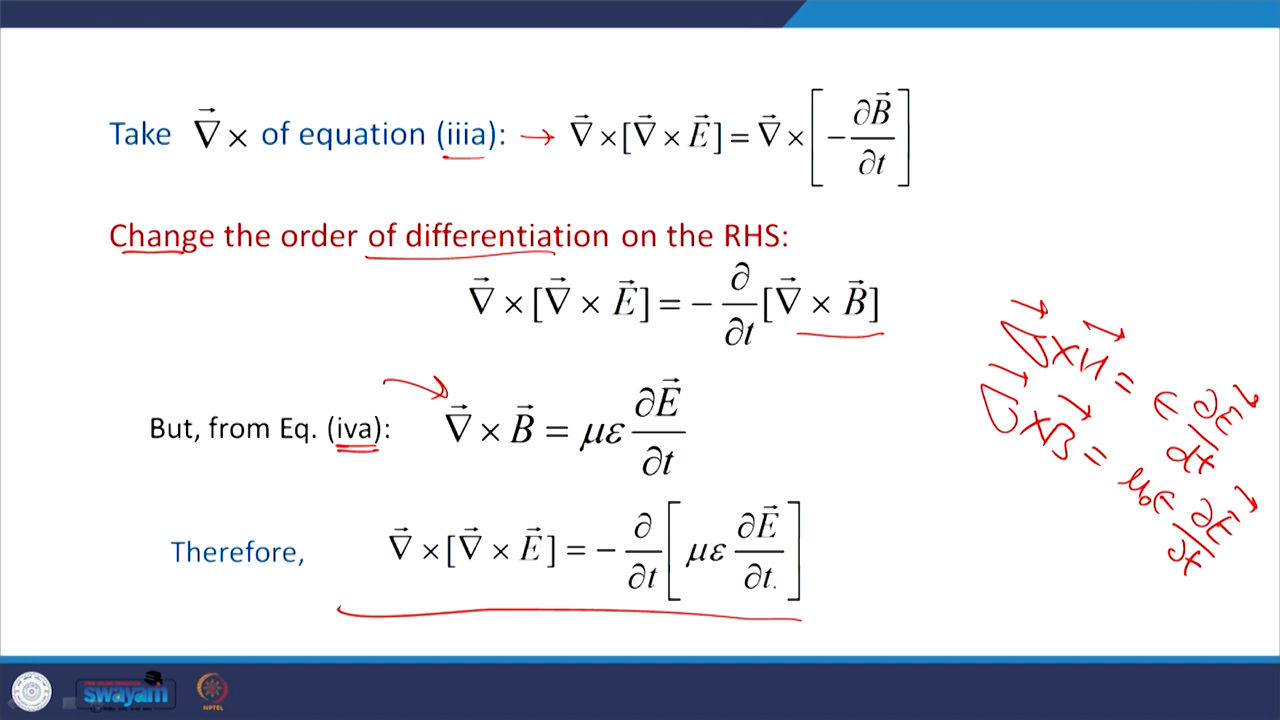 Take ∇⃗ × of equation (iiia): → ∇⃗ × [∇⃗ × E⃗] = ∇⃗ × [− ∂B⃗/∂t]
Change the order of differentiation on the RHS:
∇⃗ × [∇⃗ × E⃗] = − ∂/∂t [∇⃗ × B⃗]
∇⃗ × H⃗ = ϵ ∂E⃗/∂t
∇⃗ × B⃗ = μ₀ϵ ∂E⃗/∂t
But, from Eq. (iva): ∇⃗ × B⃗ = με ∂E⃗/∂t
Therefore, ∇⃗ × [∇⃗ × E⃗] = − ∂/∂t [με ∂E⃗/∂t]
swayam
NPTEL